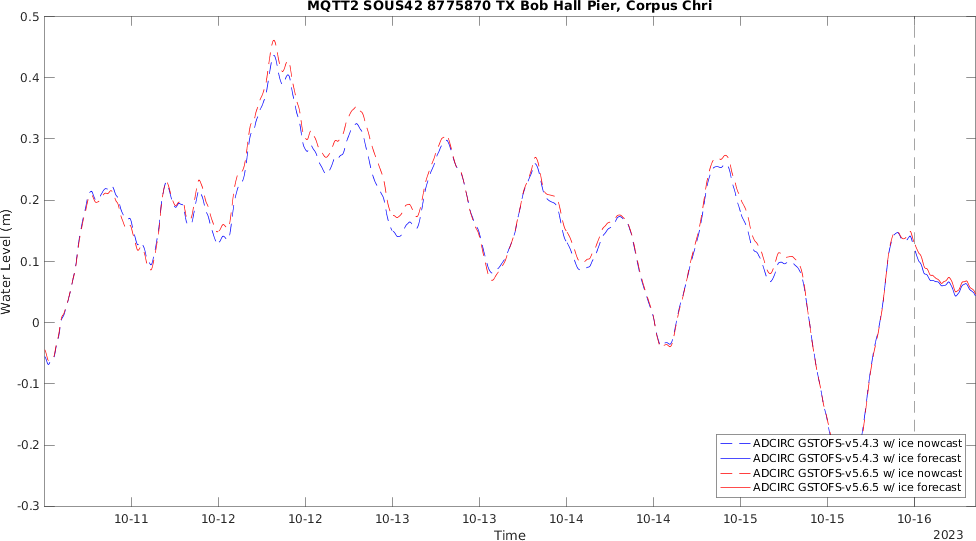 MQTT2 SOUS42 8775870 TX Bob Hall Pier, Corpus Chri
0.5
0.4
0.3
0.2
0.1
0
-0.1
-0.2
-0.3
Water Level (m)
ADCIRC GSTOFS-v5.4.3 w/ ice nowcast
ADCIRC GSTOFS-v5.4.3 w/ ice forecast
ADCIRC GSTOFS-v5.6.5 w/ ice nowcast
ADCIRC GSTOFS-v5.6.5 w/ ice forecast
10-11 10-12 10-12 10-13 10-13 10-14 10-14 10-15 10-15 10-16
Time
2023